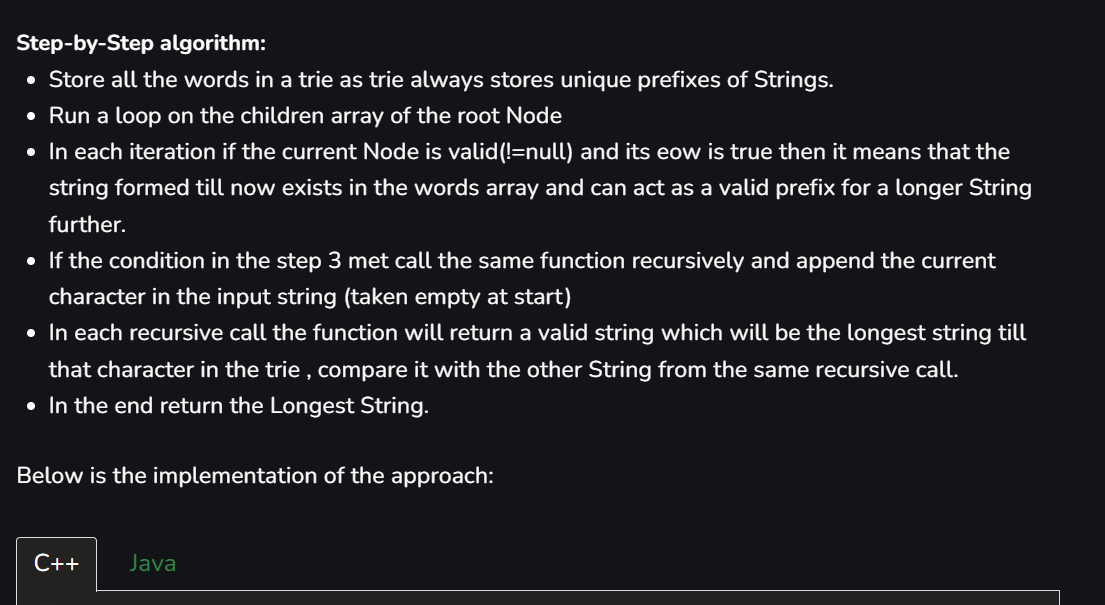 Step-by-Step algorithm:
• Store all the words in a trie as trie always stores unique prefixes of Strings.
• Run a loop on the children array of the root Node
• In each iteration if the current Node is valid(!=null) and its eow is true then it means that the
string formed till now exists in the words array and can act as a valid prefix for a longer String
further.
• If the condition in the step 3 met call the same function recursively and append the current
character in the input string (taken empty at start)
• In each recursive call the function will return a valid string which will be the longest string till
that character in the trie , compare it with the other String from the same recursive call.
• In the end return the Longest String.
Below is the implementation of the approach:
C++ Java